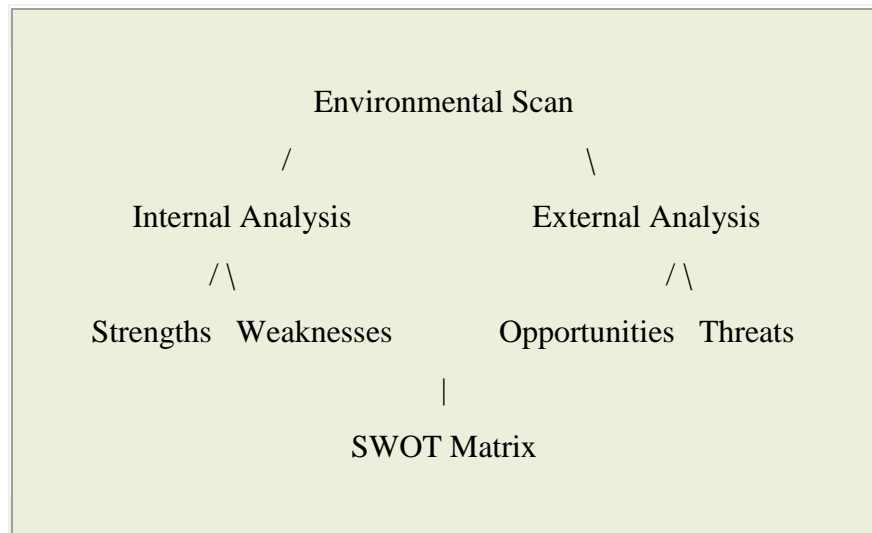 Environmental Scan
/ \
Internal Analysis External Analysis
/ \ / \
Strengths Weaknesses Opportunities Threats
|
SWOT Matrix